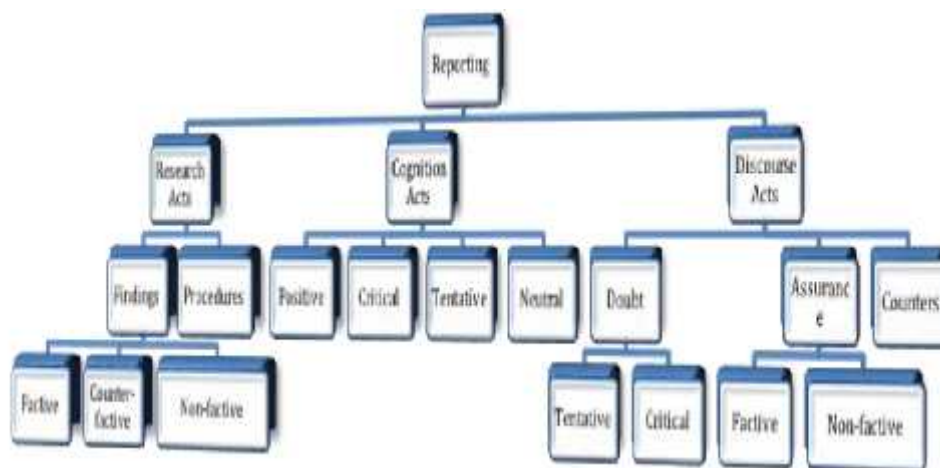 Reporting
Research
Acts
Cognition
Acts
Discourse
Acts
Findings
Procedures
Positive
Critical
Tentative
Neutral
Doubt
Assuranc
e
Counters
Factive
Counter-
factive
Non-factive
Tentative
Critical
Factive
Non-factive